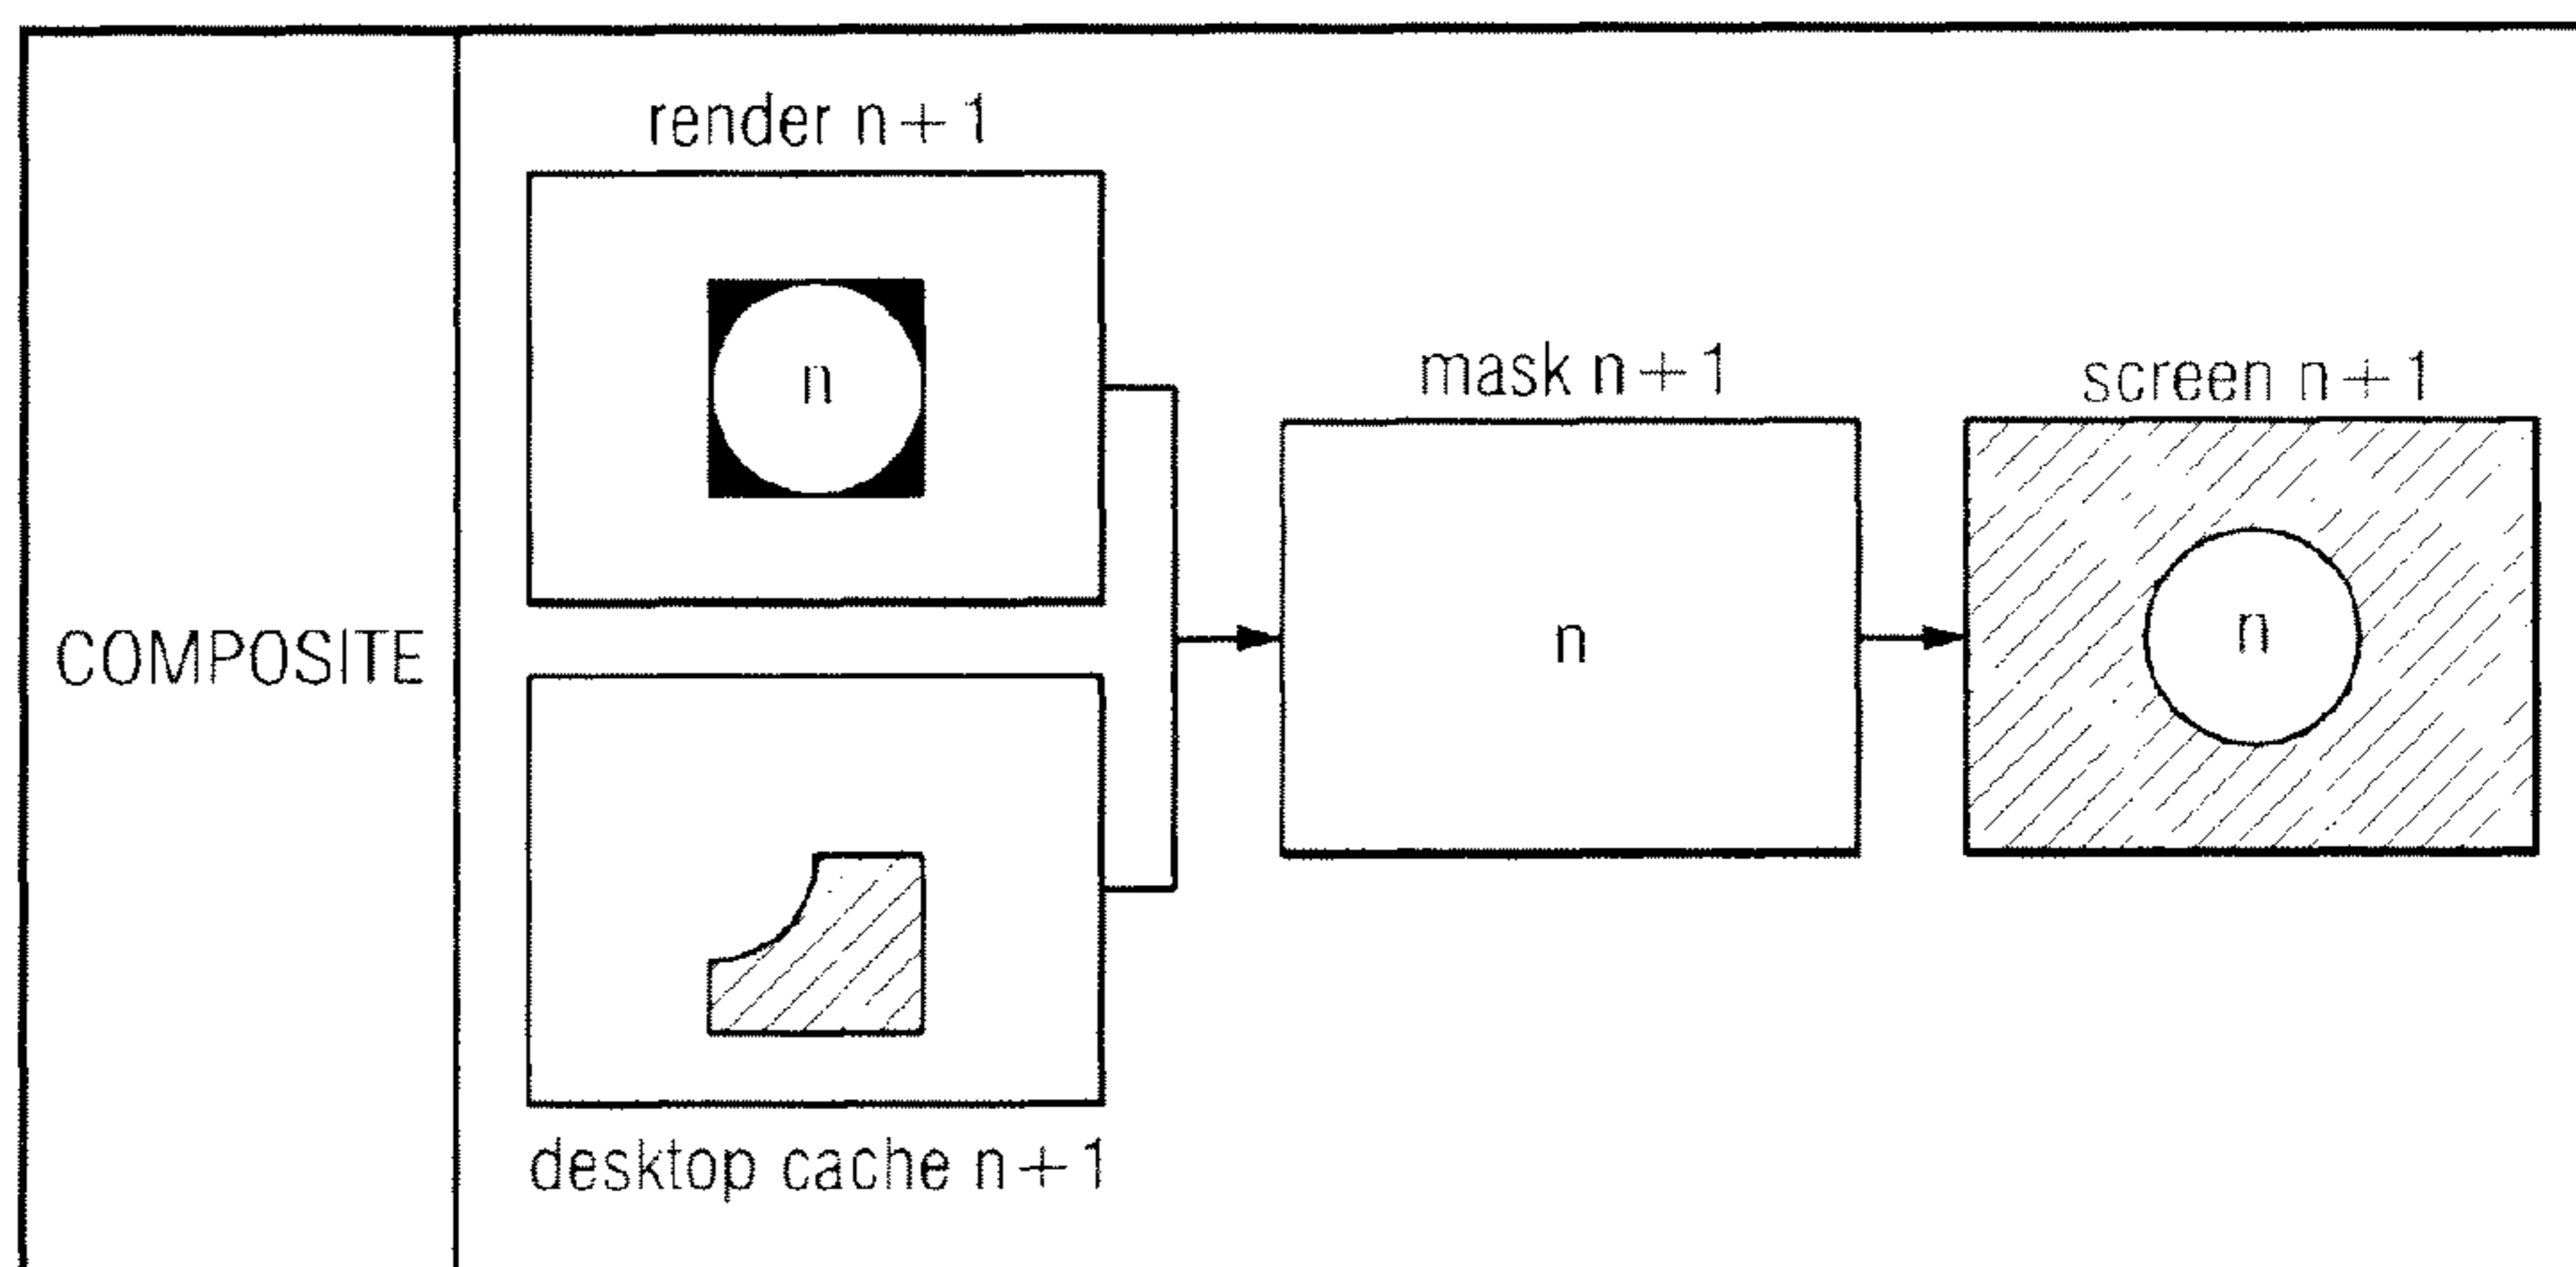 COMPOSITE
render n + 1
n
desktop cache n + 1
mask n + 1
n
screen n + 1
n